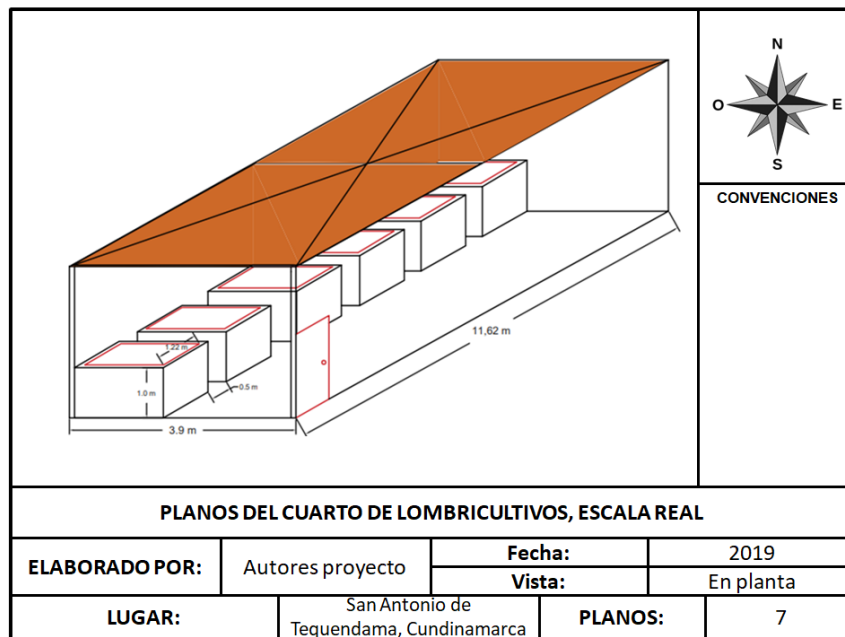 N
O
E
S
CONVENCIONES
1.22 m
1.0 m
0.5 m
11,62 m
3.9 m
PLANOS DEL CUARTO DE LOMBRICULTIVOS, ESCALA REAL
ELABORADO POR:
Autores proyecto
Fecha:
2019
Vista:
En planta
LUGAR:
San Antonio de
Tequendama, Cundinamarca
PLANOS:
7